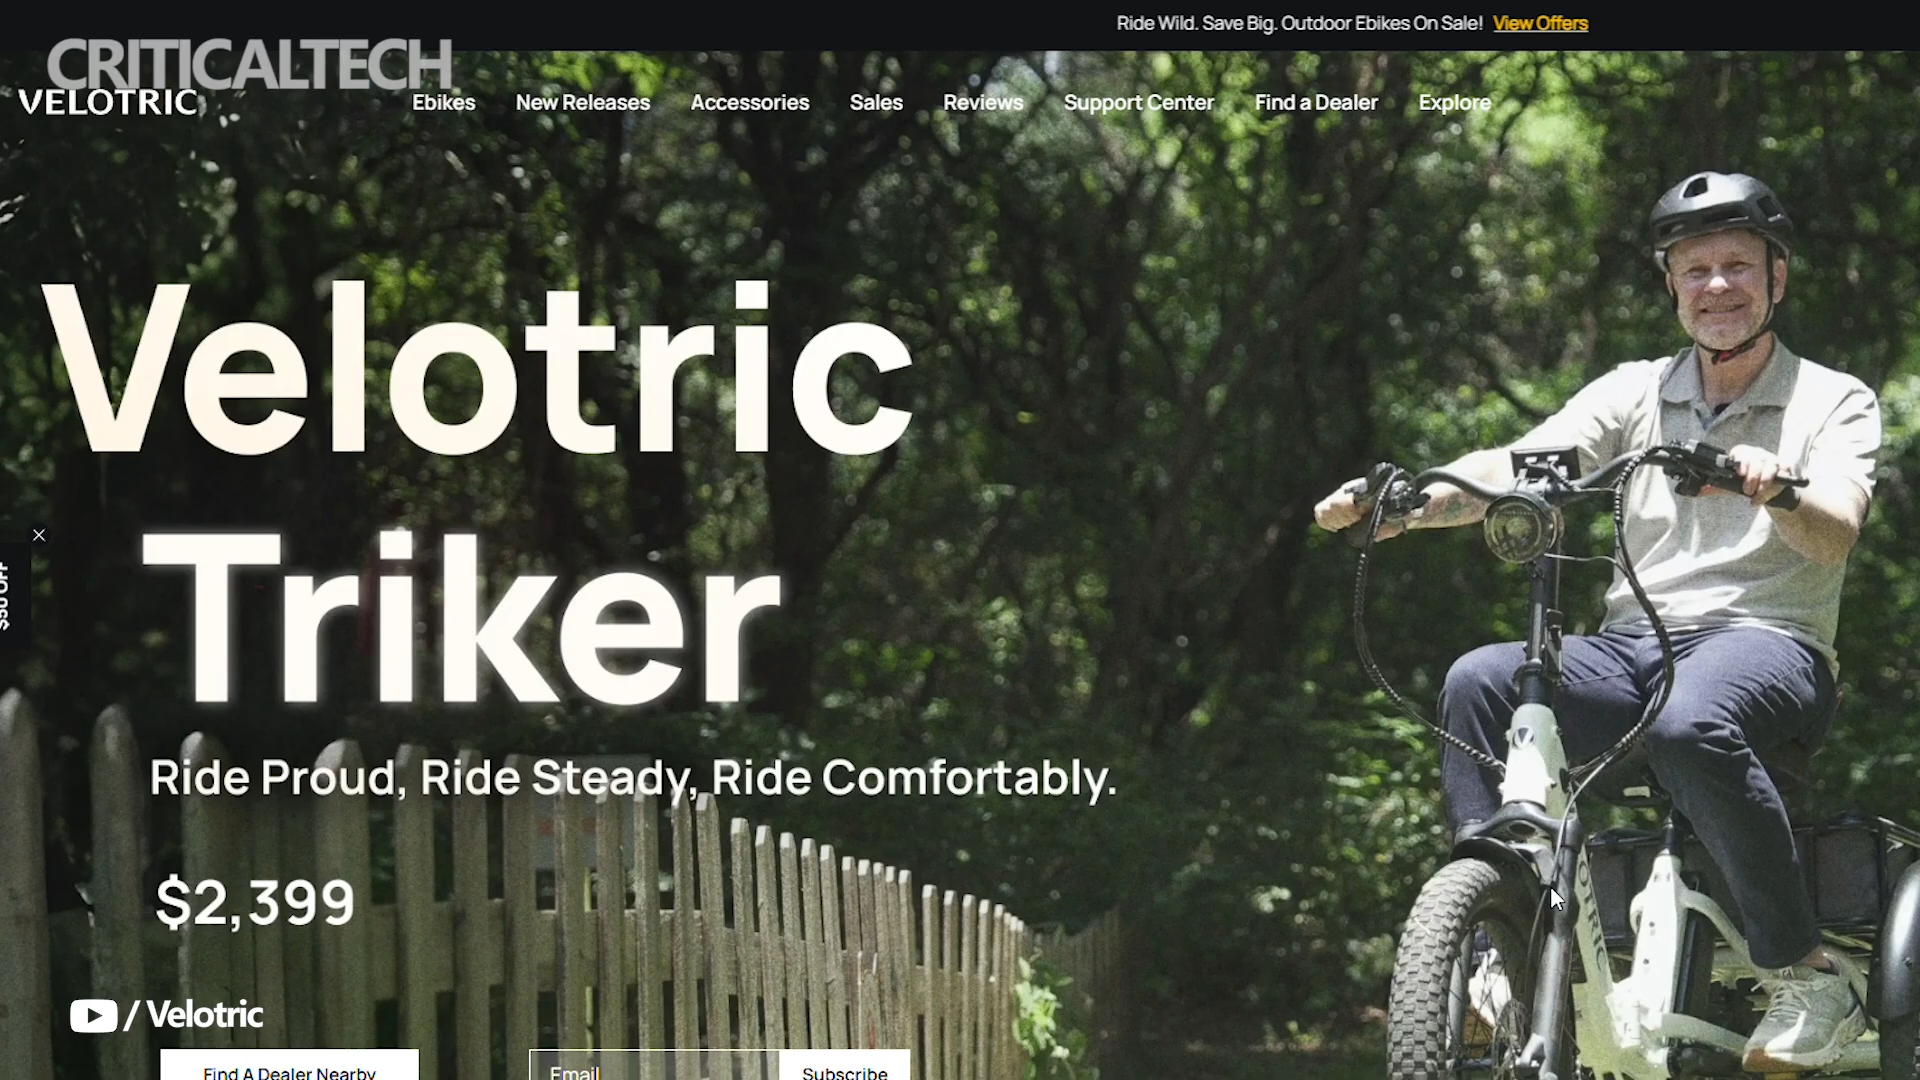 Ride Wild. Save Big. Outdoor Ebikes On Sale! View Offers
CRITICALTECH
VELOTRIC
Ebikes New Releases Accessories Sales Reviews Support Center Find a Dealer Explore
Velotric
Triker
$50 OFF
Ride Proud, Ride Steady, Ride Comfortably.
$2,399
/ Velotric
Find A Dealer Nearby
Email
Subscribe